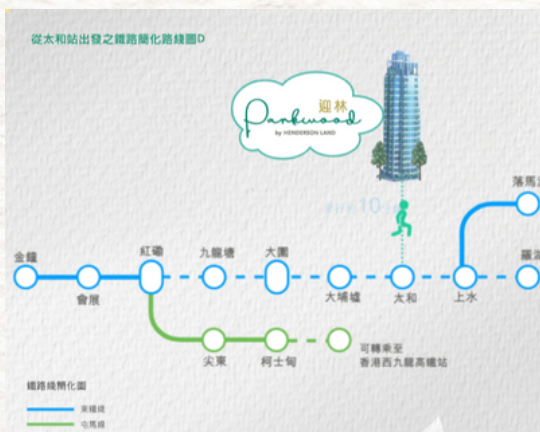 從太和站出發之鐵路簡化路綫圖D
迎林
Parkwood
by HENDERSON LAND
10
落馬
金鐘
紅磡
九龍塘
大圍
羅湖
會展
大埔墟
太和
上水
尖東
柯士甸
可轉乘至
香港西九龍高鐵站
鐵路綫簡化圖
東鐵綫
屯馬綫